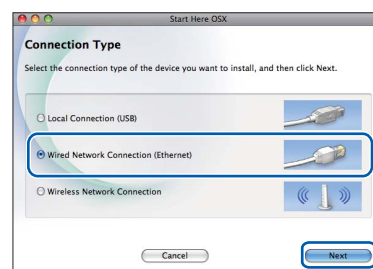 Start Here OSX
Connection Type
Select the connection type of the device you want to install, and then click Next.
Local Connection (USB)
Wired Network Connection (Ethernet)
Wireless Network Connection
Cancel
Next